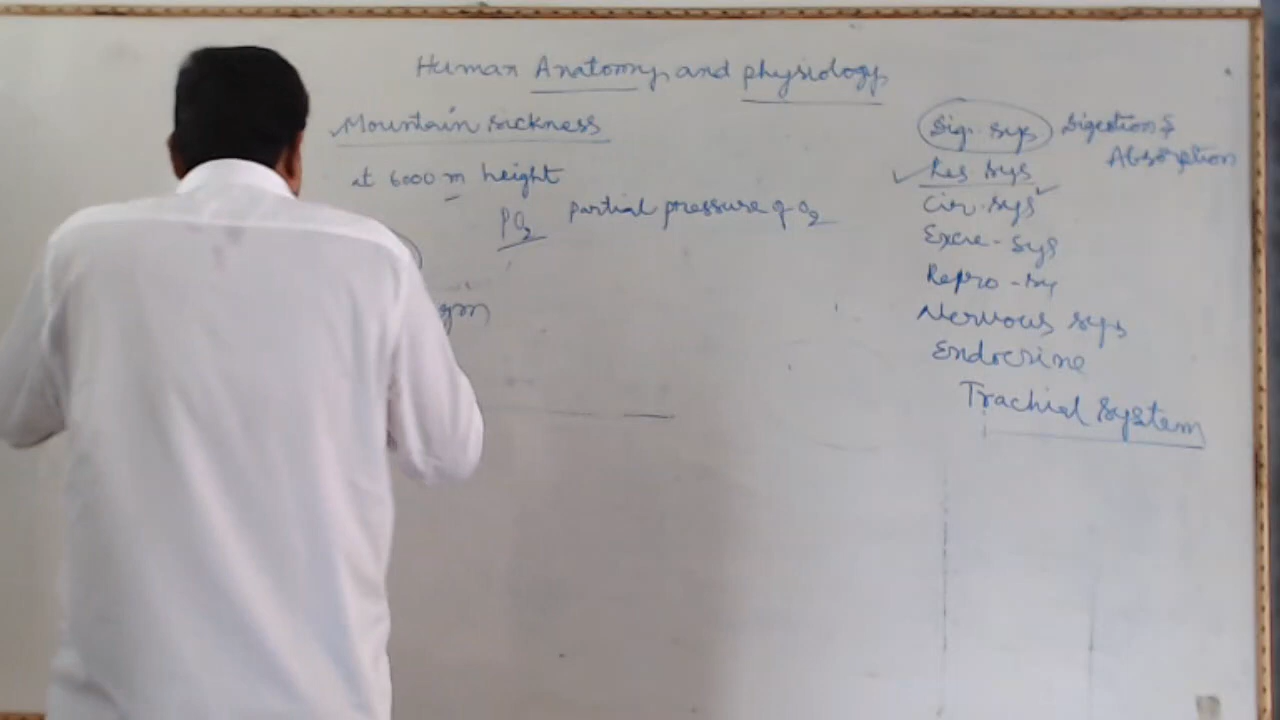 Human Anatomy and physiology
Mountain sickness
at 6000 m height
PO2 Partial pressure of O2
Dig. sys Digestion &
Absorption
Res sys
Cir. sys
Excre - sys
Repro - sy
Nervous sys
Endocrine
Trachial system